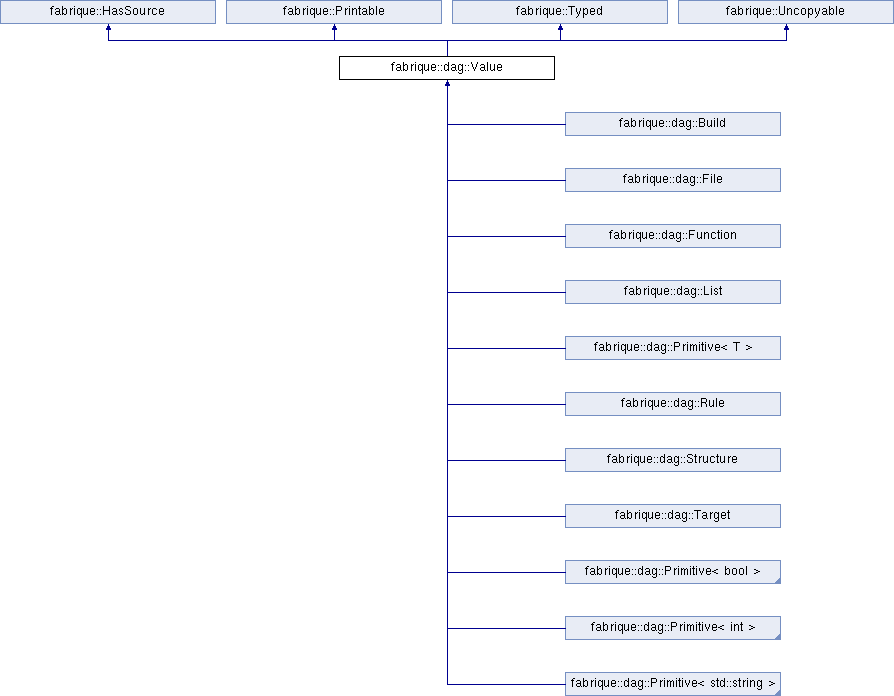 fabrique::HasSource
fabrique::Printable
fabrique::Typed
fabrique::Uncopyable
fabrique::dag::Value
fabrique::dag::Build
fabrique::dag::File
fabrique::dag::Function
fabrique::dag::List
fabrique::dag::Primitive< T >
fabrique::dag::Rule
fabrique::dag::Structure
fabrique::dag::Target
fabrique::dag::Primitive< bool >
fabrique::dag::Primitive< int >
fabrique::dag::Primitive< std::string >